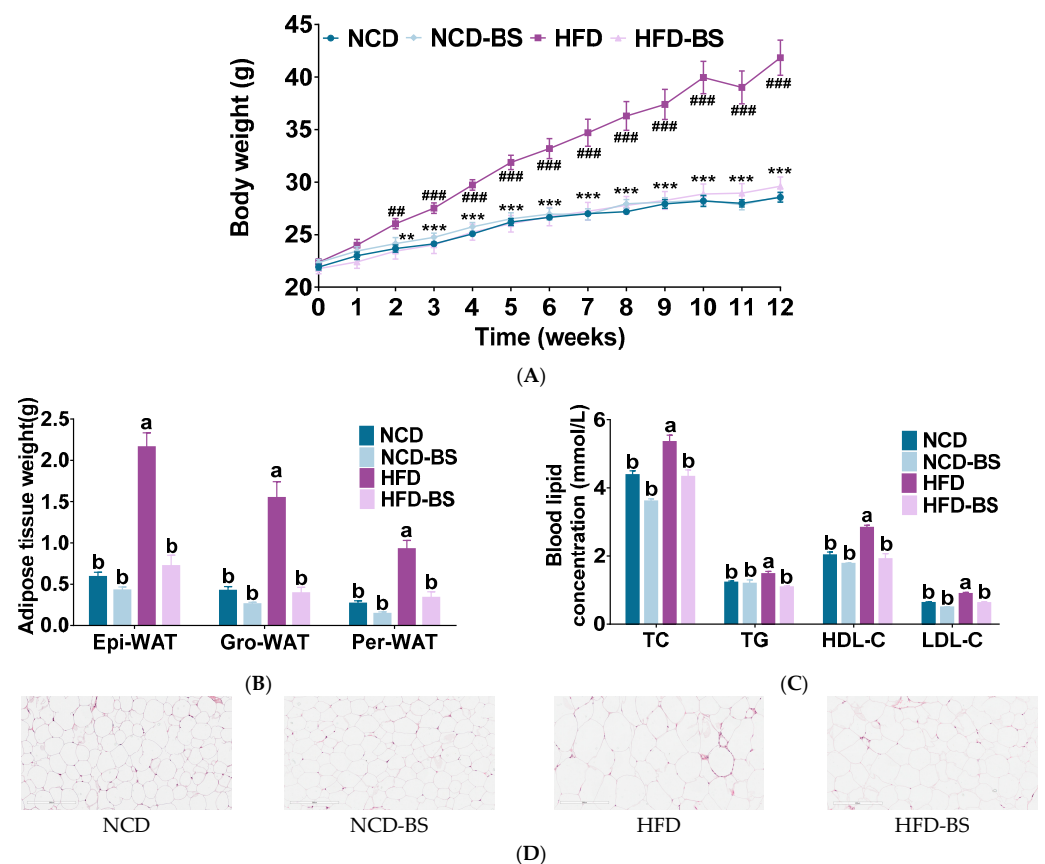 45
NCD NCD-BS HFD HFD-BS
40
35
30
25
20
Body weight (g)
### 
###
###
###
###
###
###
###
###
###
##
** *** *** *** *** *** *** *** *** *** ***
0 1 2 3 4 5 6 7 8 9 10 11 12
Time (weeks)
(A)
Adipose tissue weight(g)
2.5
2.0
1.5
1.0
0.5
0.0
NCD
NCD-BS
HFD
HFD-BS
b b a b b b a b b b a b
Epi-WAT Gro-WAT Per-WAT
(B)
Blood lipid
concentration (mmol/L)
6
4
2
0
NCD
NCD-BS
HFD
HFD-BS
b b a b b b a b b b a b b b a b
TC TG HDL-C LDL-C
(C)
NCD NCD-BS HFD HFD-BS
(D)